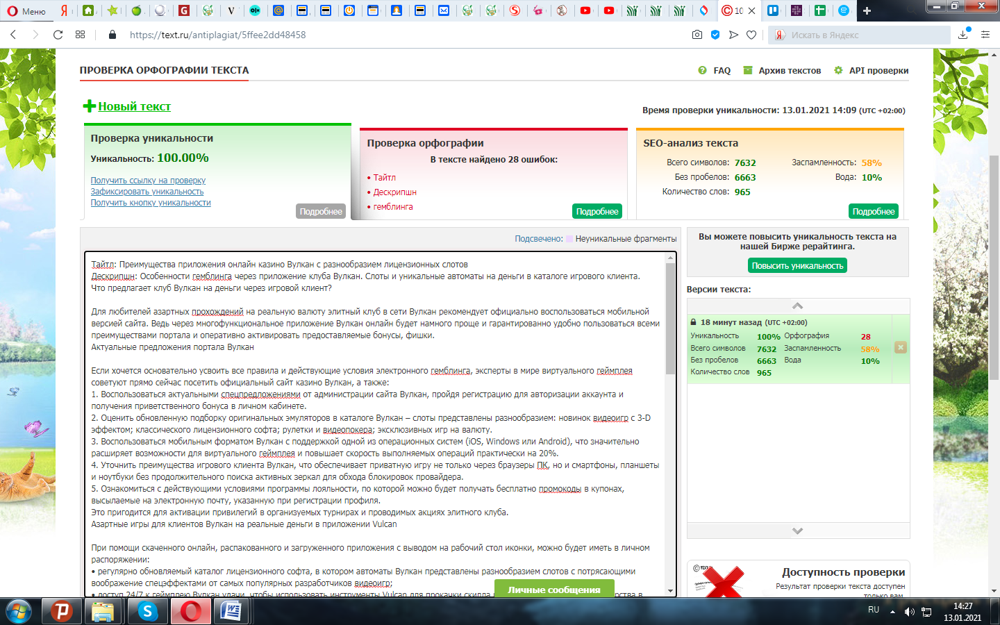 Меню
10
https://text.ru/antiplagiat/5ffee2dd48458
Искать в Яндекс
ПРОВЕРКА ОРФОГРАФИИ ТЕКСТА
FAQ
Архив текстов
API проверки
Новый текст
Время проверки уникальности: 13.01.2021 14:09 (UTC +02:00)
Проверка уникальности
Уникальность: 100.00%
Получить ссылку на проверку
Зафиксировать уникальность
Получить кнопку уникальности
Подробнее
Проверка орфографии
В тексте найдено 28 ошибок:
• Тайтл
• Дескрипшн
• гемблинга
Подробнее
SEO-анализ текста
Всего символов: 7632
Без пробелов: 6663
Количество слов: 965
Заспамленность: 58%
Вода: 10%
Подробнее
Подсвечено: Неуникальные фрагменты
Тайтл: Преимущества приложения онлайн казино Вулкан с разнообразием лицензионных слотов
Дескрипшн: Особенности гемблинга через приложение клуба Вулкан. Слоты и уникальные автоматы на деньги в каталоге игрового клиента.
Что предлагает клуб Вулкан на деньги через игровой клиент?
Для любителей азартных прохождений на реальную валюту элитный клуб в сети Вулкан рекомендует официально воспользоваться мобильной
версией сайта. Ведь через многофункциональное приложение Вулкан онлайн будет намного проще и гарантированно удобно пользоваться всеми
преимуществами портала и оперативно активировать предоставляемые бонусы, фишки.
Актуальные предложения портала Вулкан
Если хочется основательно усвоить все правила и действующие условия электронного гемблинга, эксперты в мире виртуального геймплея
советуют прямо сейчас посетить официальный сайт казино Вулкан, а также:
1. Воспользоваться актуальными спецпредложениями от администрации сайта Вулкан, пройдя регистрацию для авторизации аккаунта и
получения приветственного бонуса в личном кабинете.
2. Оценить обновленную подборку оригинальных эмуляторов в каталоге Вулкан – слоты представлены разнообразием: новинок видеоигр с 3-D
эффектом; классического лицензионного софта; рулетки и видеопокера; эксклюзивных игр на валюту.
3. Воспользоваться мобильным форматом Вулкан с поддержкой одной из операционных систем (iOS, Windows или Android), что значительно
расширяет возможности для виртуального геймплея и повышает скорость выполняемых операций практически на 20%.
4. Уточнить преимущества игрового клиента Вулкан, что обеспечивает приватную игру не только через браузеры ПК, но и смартфоны, планшеты
и ноутбуки без продолжительного поиска активных зеркал для обхода блокировок провайдера.
5. Ознакомиться с действующими условиями программы лояльности, по которой можно будет получать бесплатно промокоды в купонах,
высылаемые на электронную почту, указанную при регистрации профиля.
Это пригодится для активации привилегий в организуемых турнирах и проводимых акциях элитного клуба.
Азартные игры для клиентов Вулкан на реальные деньги в приложении Vulcan
При помощи скаченного онлайн, распакованного и загруженного приложения с выводом на рабочий стол иконки, можно будет иметь в личном
распоряжении:
• регулярно обновляемый каталог лицензионного софта, в котором автоматы Вулкан представлены разнообразием слотов с потрясающими
воображение спецэффектами от самых популярных разработчиков видеоигр;
• доступ 24/7 к геймплею Вулкан удачи, чтобы использовать инструменты Vulcan для прокачки скилла
Личные сообщения
Вы можете повысить уникальность текста на
нашей Бирже рерайтинга.
Повысить уникальность
Версии текста:
18 минут назад (UTC +02:00)
Уникальность 100% Орфография 28
Всего символов 7632 Заспамленность 58%
Без пробелов 6663 Вода 10%
Количество слов 965
Доступность проверки
Результат проверки текста доступен
только вам.
RU
14:27
13.01.2021